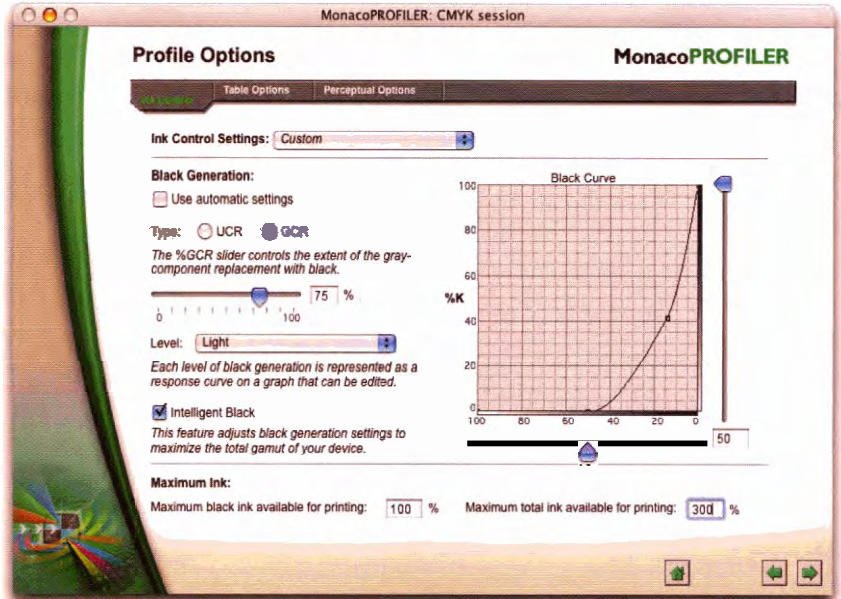 MonacoPROFILER: CMYK session
Profile Options
MonacoPROFILER
Ink Control
Table Options
Perceptual Options
Ink Control Settings: Custom
Black Generation:
Use automatic settings
Type: UCR GCR
The %GCR slider controls the extent of the gray-
component replacement with black.
75 %
0 100
Level: Light
Each level of black generation is represented as a
response curve on a graph that can be edited.
Intelligent Black
This feature adjusts black generation settings to
maximize the total gamut of your device.
Black Curve
100
80
60
%K
40
20
0
100 80 60 40 20 0
50
Maximum Ink:
Maximum black ink available for printing: 100 %
Maximum total ink available for printing: 300 %